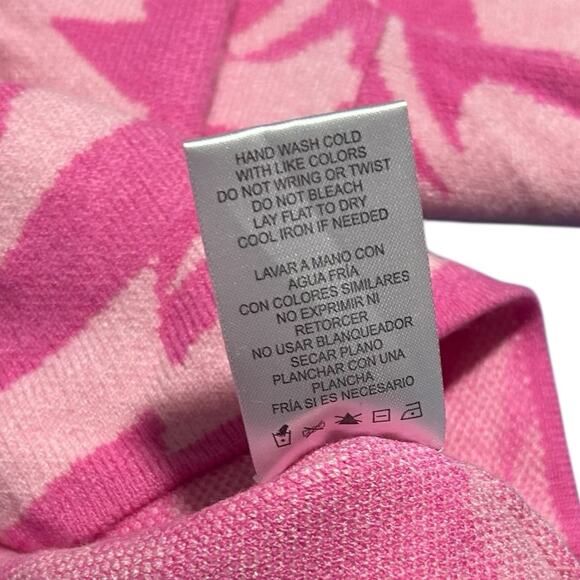 HAND WASH COLD
WITH LIKE COLORS
DO NOT WRING OR TWIST
DO NOT BLEACH
LAY FLAT TO DRY
COOL IRON IF NEEDED
LAVAR A MANO CON
AGUA FRÍA
CON COLORES SIMILARES
NO EXPRIMIR NI
RETORCER
NO USAR BLANQUEADOR
SECAR PLANO
PLANCHAR CON UNA
PLANCHA
FRÍA SI ES NECESARIO